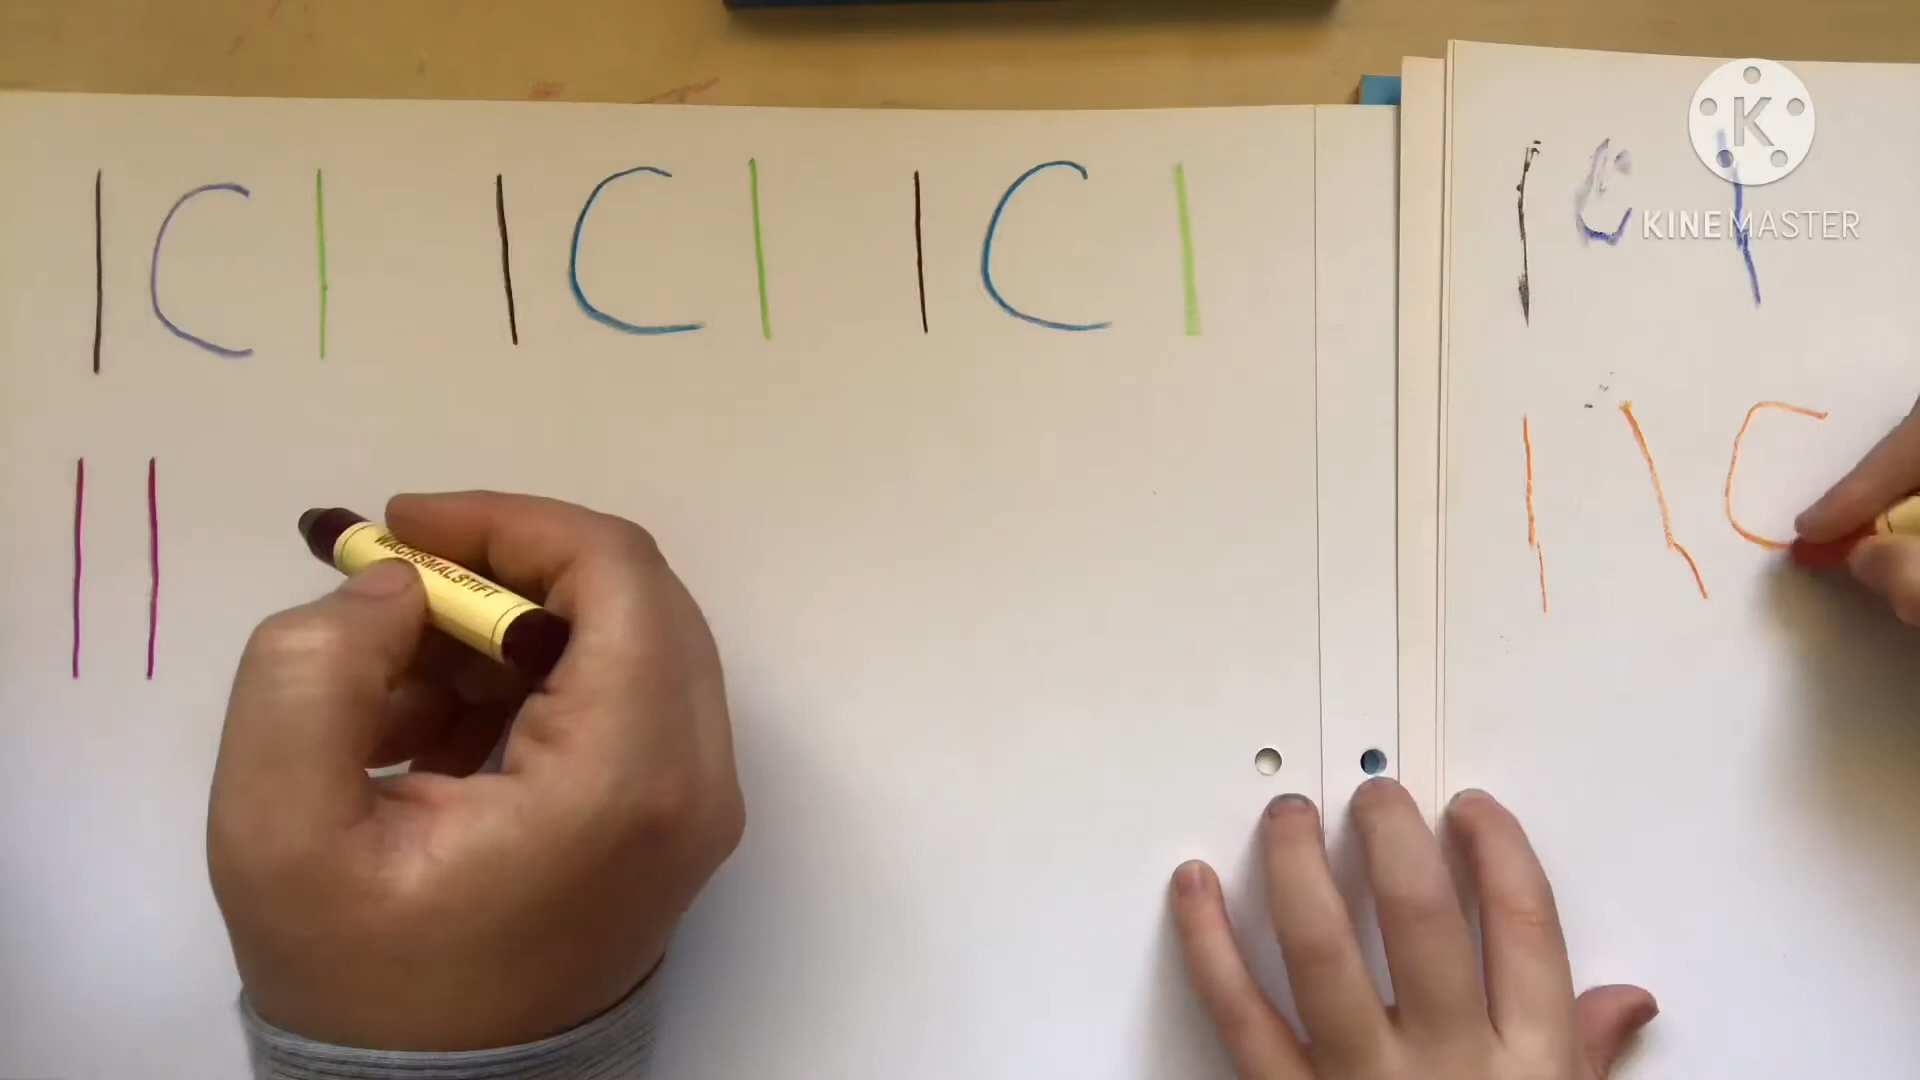 I C I I C I I C I
I I
I C I
I I C
WACHSMALSTIFT
K
KINEMASTER